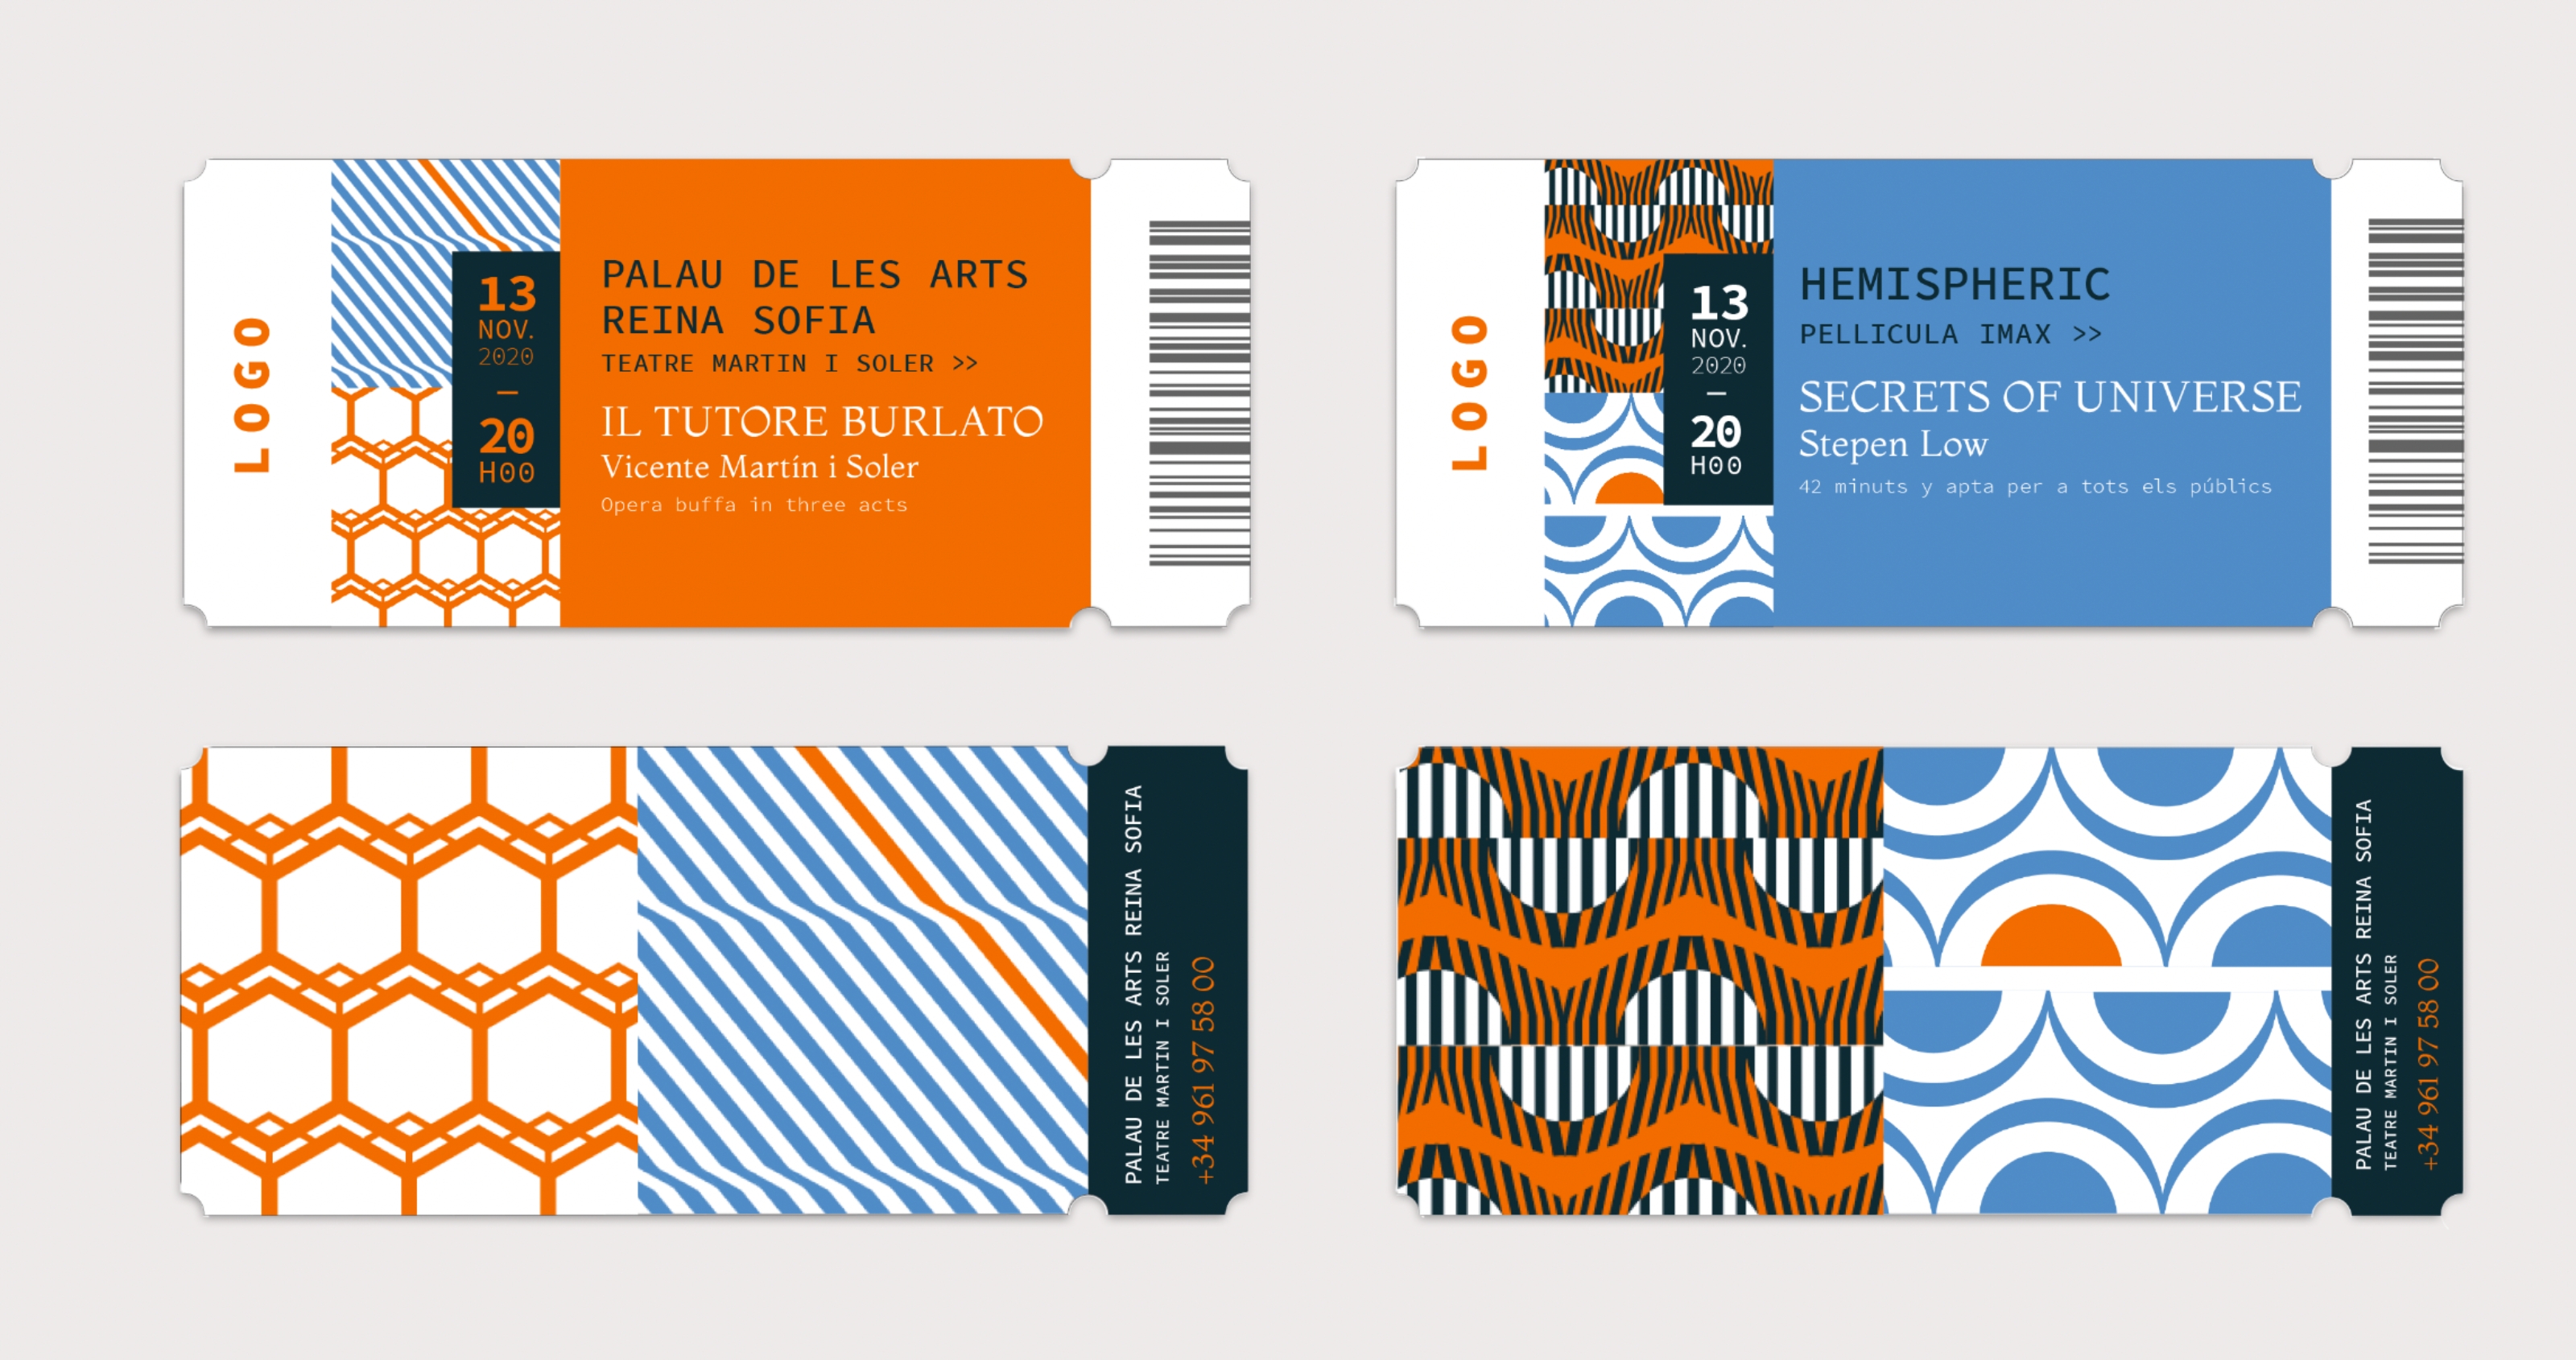 LOGO
13
NOV.
2020
—
20
H00
PALAU DE LES ARTS
REINA SOFIA
TEATRE MARTIN I SOLER >>
IL TUTORE BURLATO
Vicente Martín i Soler
Opera buffa in three acts
LOGO
13
NOV.
2020
—
20
H00
HEMISPHERIC
PELLICULA IMAX >>
SECRETS OF UNIVERSE
Stepen Low
42 minuts y apta per a tots els públics
PALAU DE LES ARTS REINA SOFIA
TEATRE MARTIN I SOLER
+34 961 97 58 00
PALAU DE LES ARTS REINA SOFIA
TEATRE MARTIN I SOLER
+34 961 97 58 00